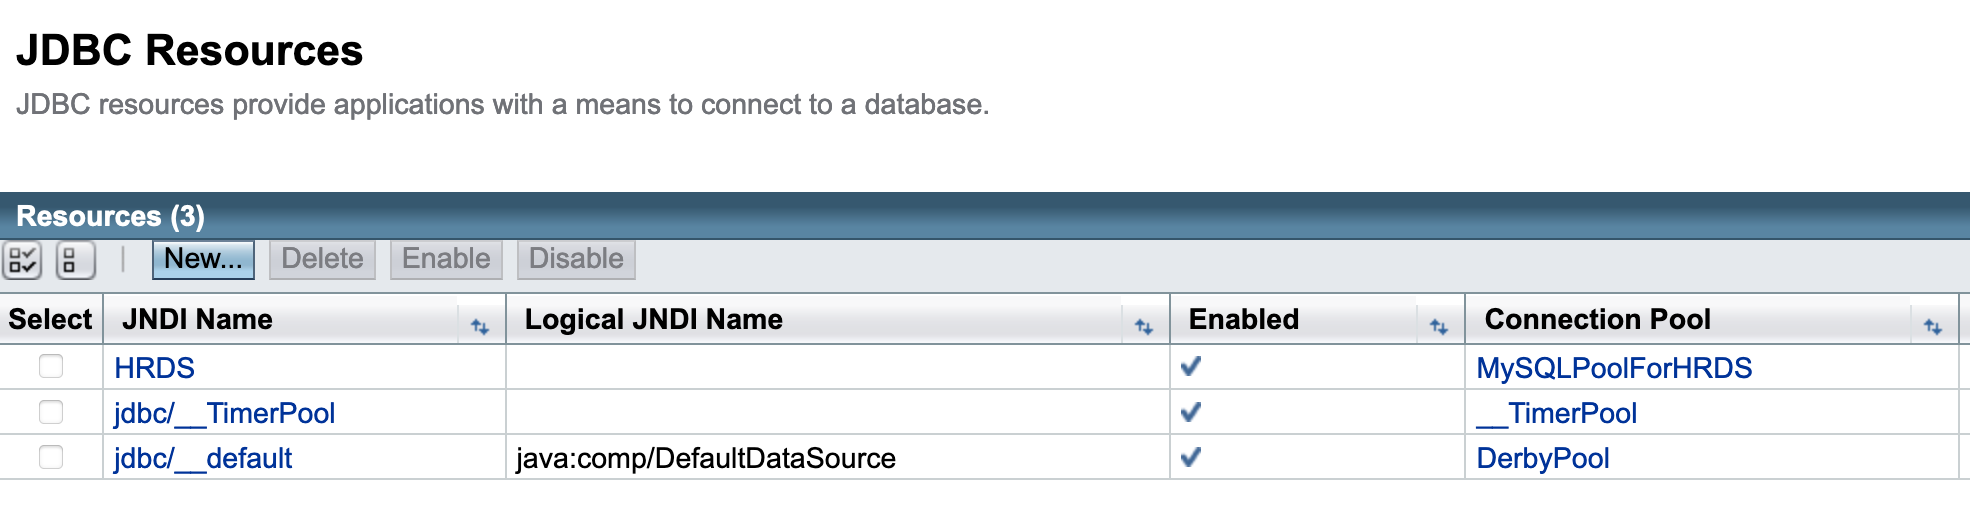 JDBC Resources
JDBC resources provide applications with a means to connect to a database.
Resources (3)
New... Delete Enable Disable
Select JNDI Name Logical JNDI Name Enabled Connection Pool
HRDS MySQLPoolForHRDS
jdbc/__TimerPool __TimerPool
jdbc/__default java:comp/DefaultDataSource DerbyPool